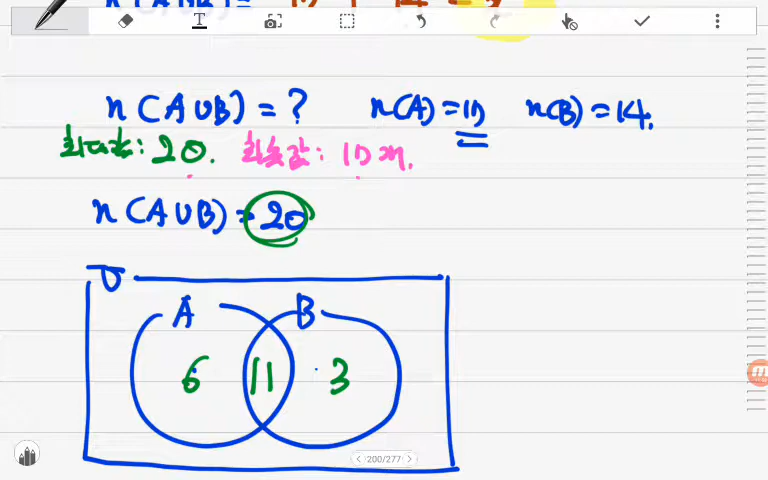 n(A∪B) = ? n(A) = 17 n(B) = 14.
최대값 : 20. 최솟값 : 17개.
n(A∪B) = 20
U
A B
6 11 3
200/277